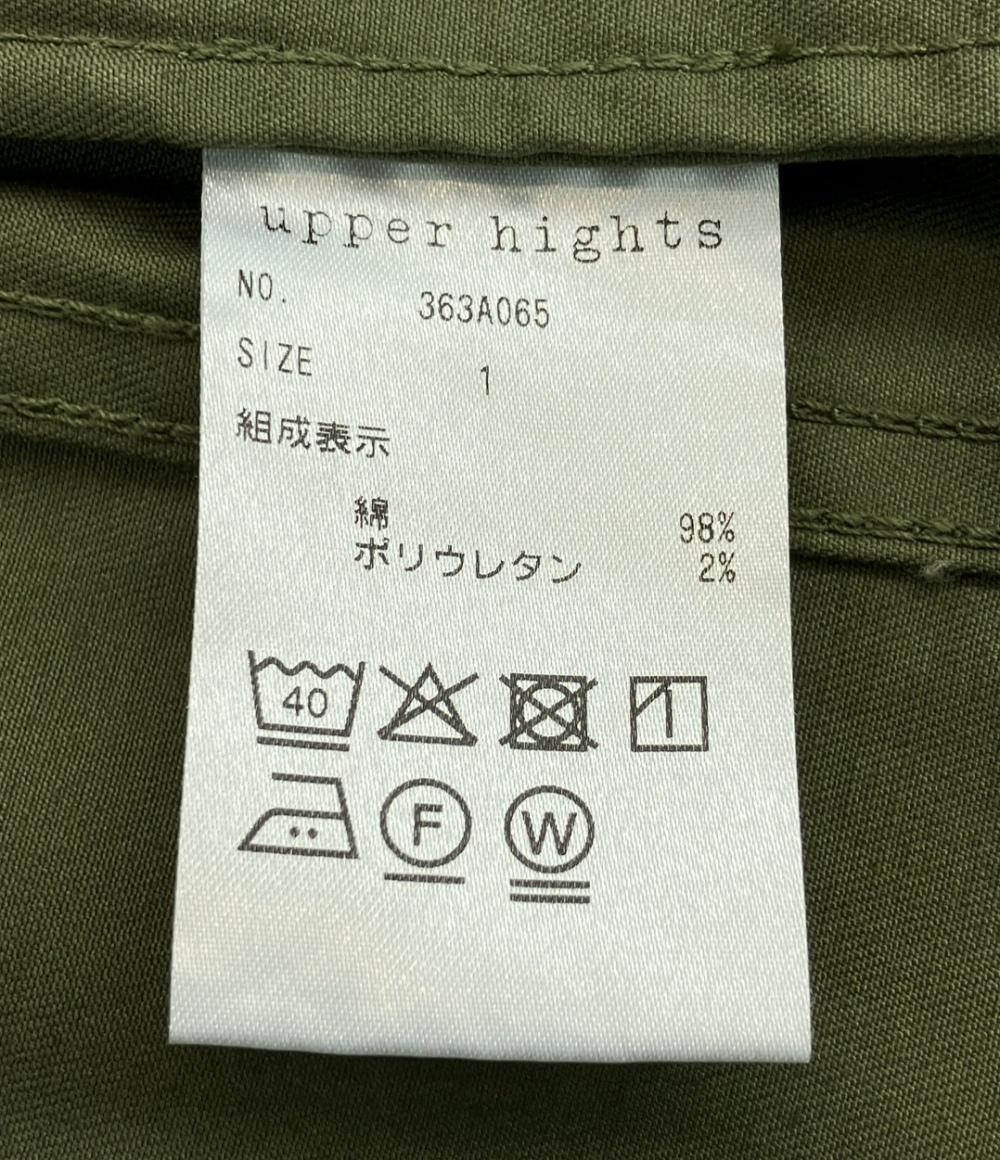 upper hights
NO. 363A065
SIZE 1
組成表示
綿 98%
ポリウレタン 2%
40
F W